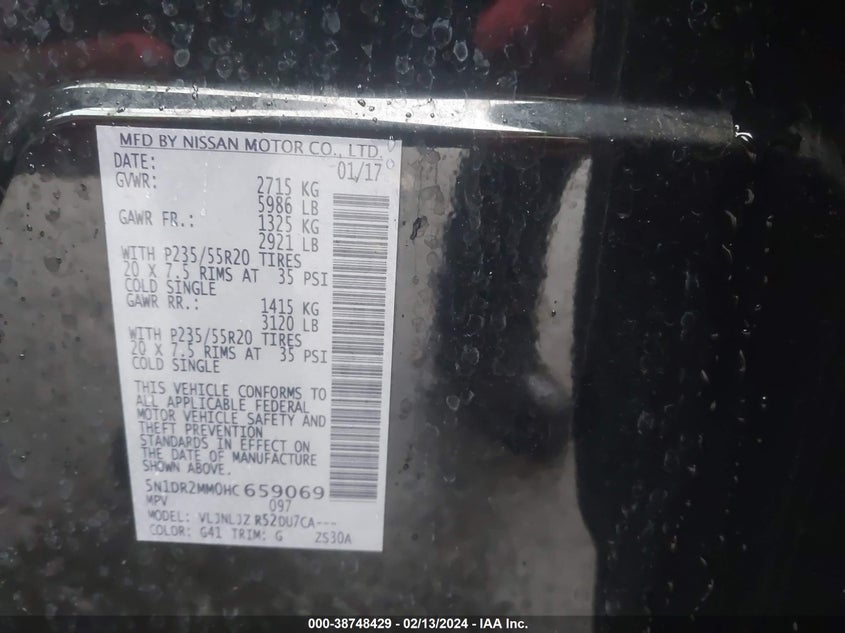 MFD BY NISSAN MOTOR CO., LTD.
DATE: 01/17
GVWR: 2715 KG
5986 LB
GAWR FR.: 1325 KG
2921 LB
WITH P235/55R20 TIRES
20 X 7.5 RIMS AT 35 PSI
COLD SINGLE
GAWR RR.: 1415 KG
3120 LB
WITH P235/55R20 TIRES
20 X 7.5 RIMS AT 35 PSI
COLD SINGLE
THIS VEHICLE CONFORMS TO
ALL APPLICABLE FEDERAL
MOTOR VEHICLE SAFETY AND
THEFT PREVENTION
STANDARDS IN EFFECT ON
THE DATE OF MANUFACTURE
SHOWN ABOVE.
5N1DR2MM0HC 659069
MPV 097
MODEL: VLJNLJZ R52DU7CA---
COLOR: G41 TRIM: G ZS30A
000-38748429 - 02/13/2024 - IAA Inc.